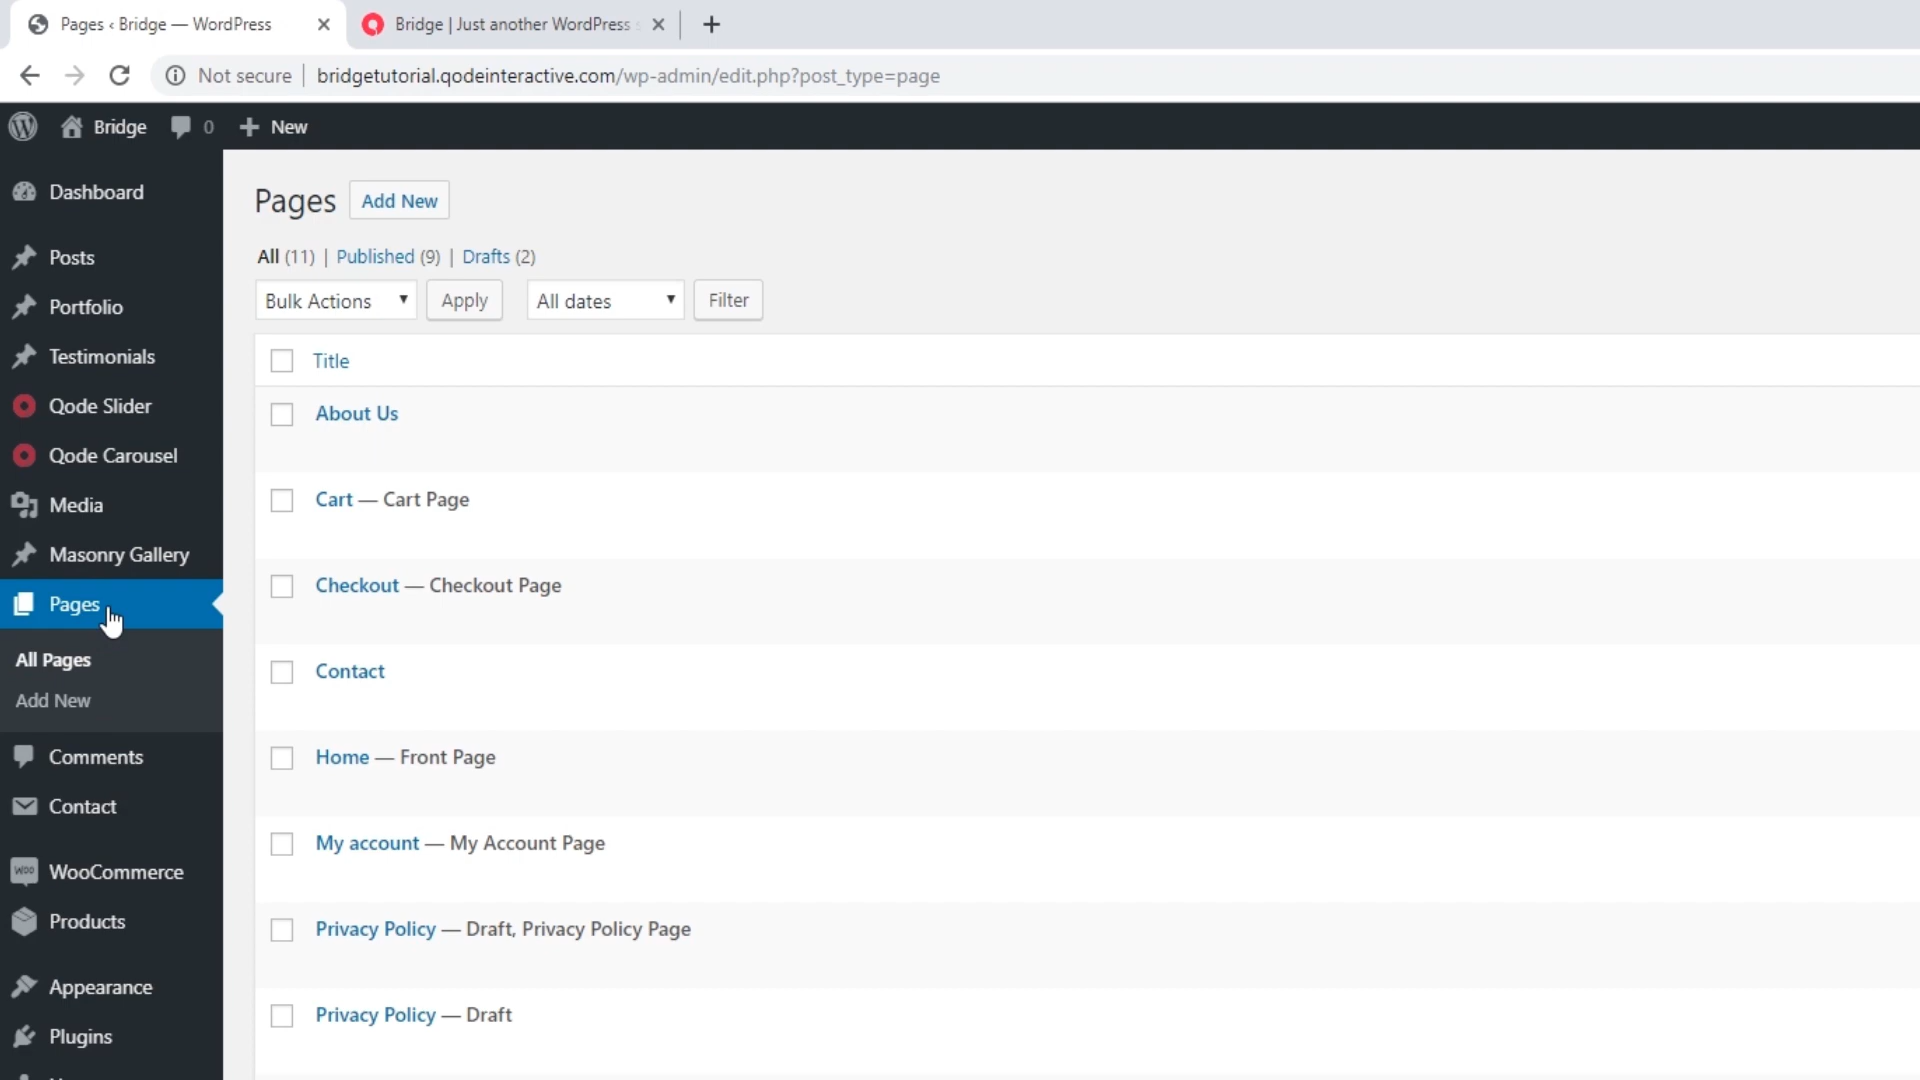 Pages ‹ Bridge — WordPress
Bridge | Just another WordPress
Not secure
bridgetutorial.qodeinteractive.com/wp-admin/edit.php?post_type=page
Bridge
0
New
Dashboard
Posts
Portfolio
Testimonials
Qode Slider
Qode Carousel
Media
Masonry Gallery
Pages
All Pages
Add New
Comments
Contact
WooCommerce
Products
Appearance
Plugins
Pages
Add New
All (11) | Published (9) | Drafts (2)
Bulk Actions
Apply
All dates
Filter
Title
About Us
Cart — Cart Page
Checkout — Checkout Page
Contact
Home — Front Page
My account — My Account Page
Privacy Policy — Draft, Privacy Policy Page
Privacy Policy — Draft